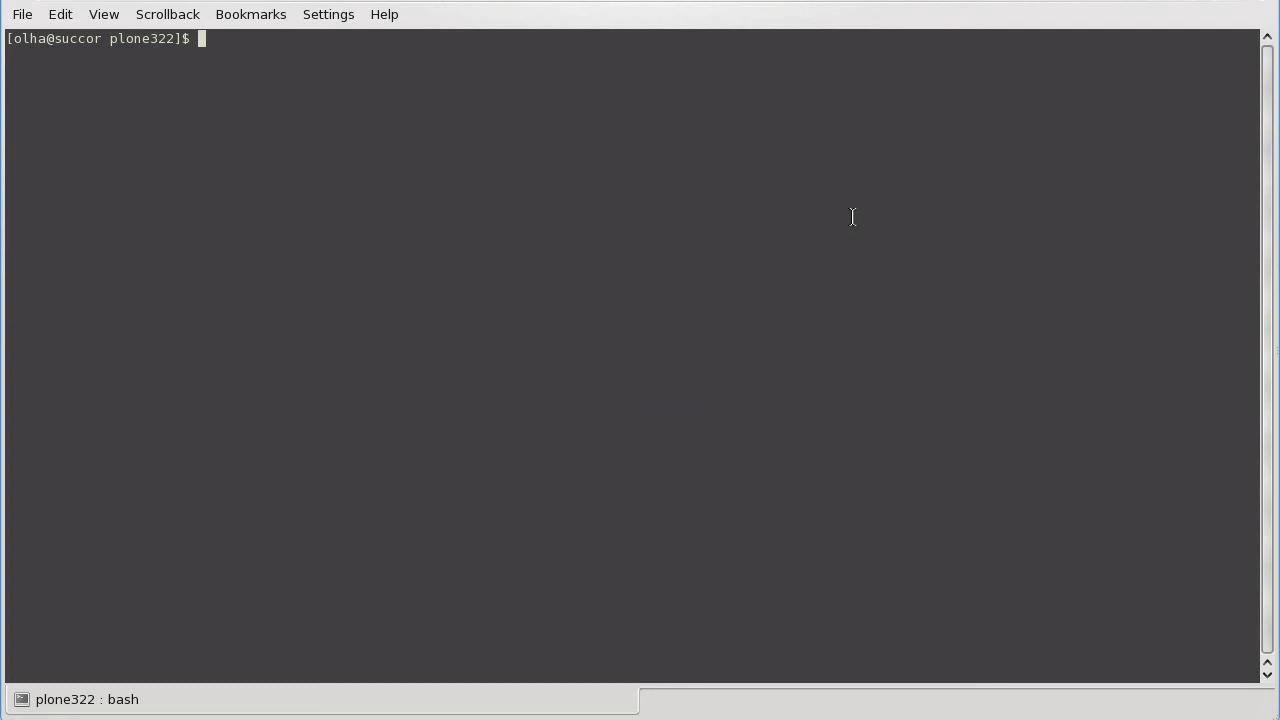 File Edit View Scrollback Bookmarks Settings Help
[olha@succor plone322]$
plone322 : bash